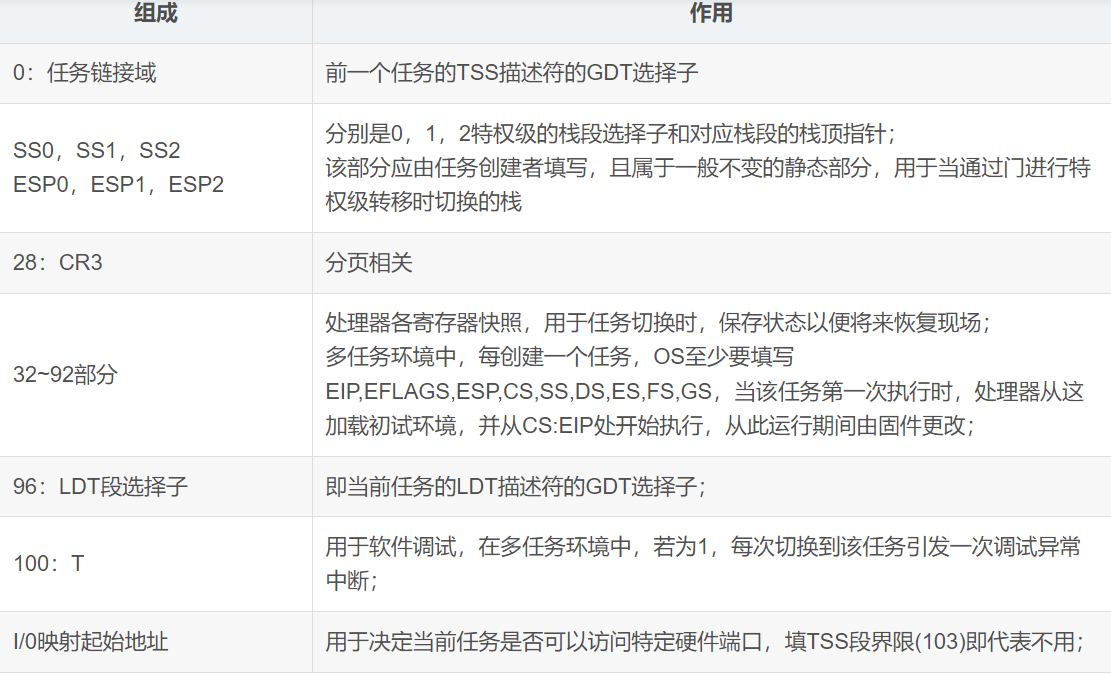 组成 作用
0：任务链接域 前一个任务的TSS描述符的GDT选择子
SS0，SS1，SS2
ESP0，ESP1，ESP2
分别是0，1，2特权级的栈段选择子和对应栈段的栈顶指针；
该部分应由任务创建者填写，且属于一般不变的静态部分，用于当通过门进行特
权级转移时切换的栈
28：CR3 分页相关
32~92部分
处理器各寄存器快照，用于任务切换时，保存状态以便将来恢复现场；
多任务环境中，每创建一个任务，OS至少要填写
EIP,EFLAGS,ESP,CS,SS,DS,ES,FS,GS，当该任务第一次执行时，处理器从这
加载初试环境，并从CS:EIP处开始执行，从此运行期间由固件更改；
96：LDT段选择子 即当前任务的LDT描述符的GDT选择子；
100：T
用于软件调试，在多任务环境中，若为1，每次切换到该任务引发一次调试异常
中断；
I/0映射起始地址 用于决定当前任务是否可以访问特定硬件端口，填TSS段界限(103)即代表不用；